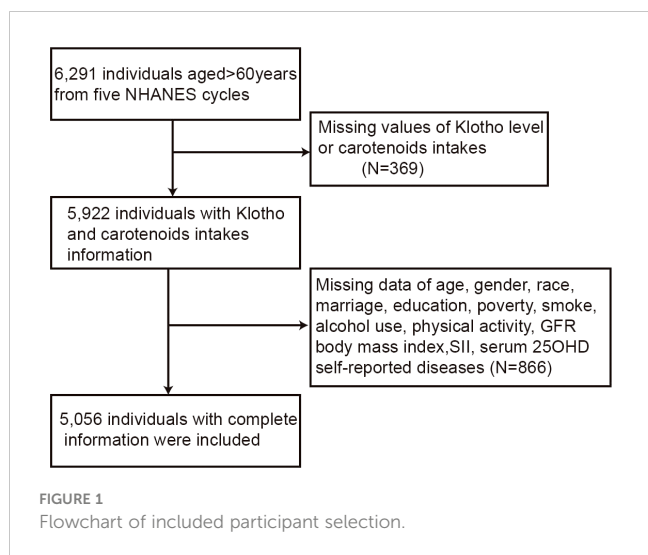 6,291 individuals aged>60years
from five NHANES cycles
Missing values of Klotho level
or carotenoids intakes
(N=369)
5,922 individuals with Klotho
and carotenoids intakes
information
Missing data of age, gender, race,
marriage, education, poverty, smoke,
alcohol use, physical activity, GFR
body mass index,SII, serum 25OHD
self-reported diseases (N=866)
5,056 individuals with complete
information were included
FIGURE 1
Flowchart of included participant selection.